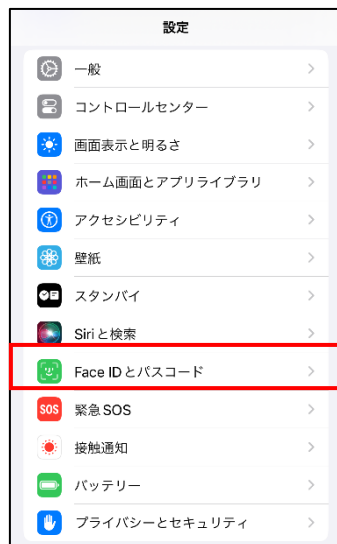 設定
一般
コントロールセンター
画面表示と明るさ
ホーム画面とアプリライブラリ
アクセシビリティ
壁紙
スタンバイ
Siriと検索
Face IDとパスコード
SOS 緊急SOS
接触通知
バッテリー
プライバシーとセキュリティ